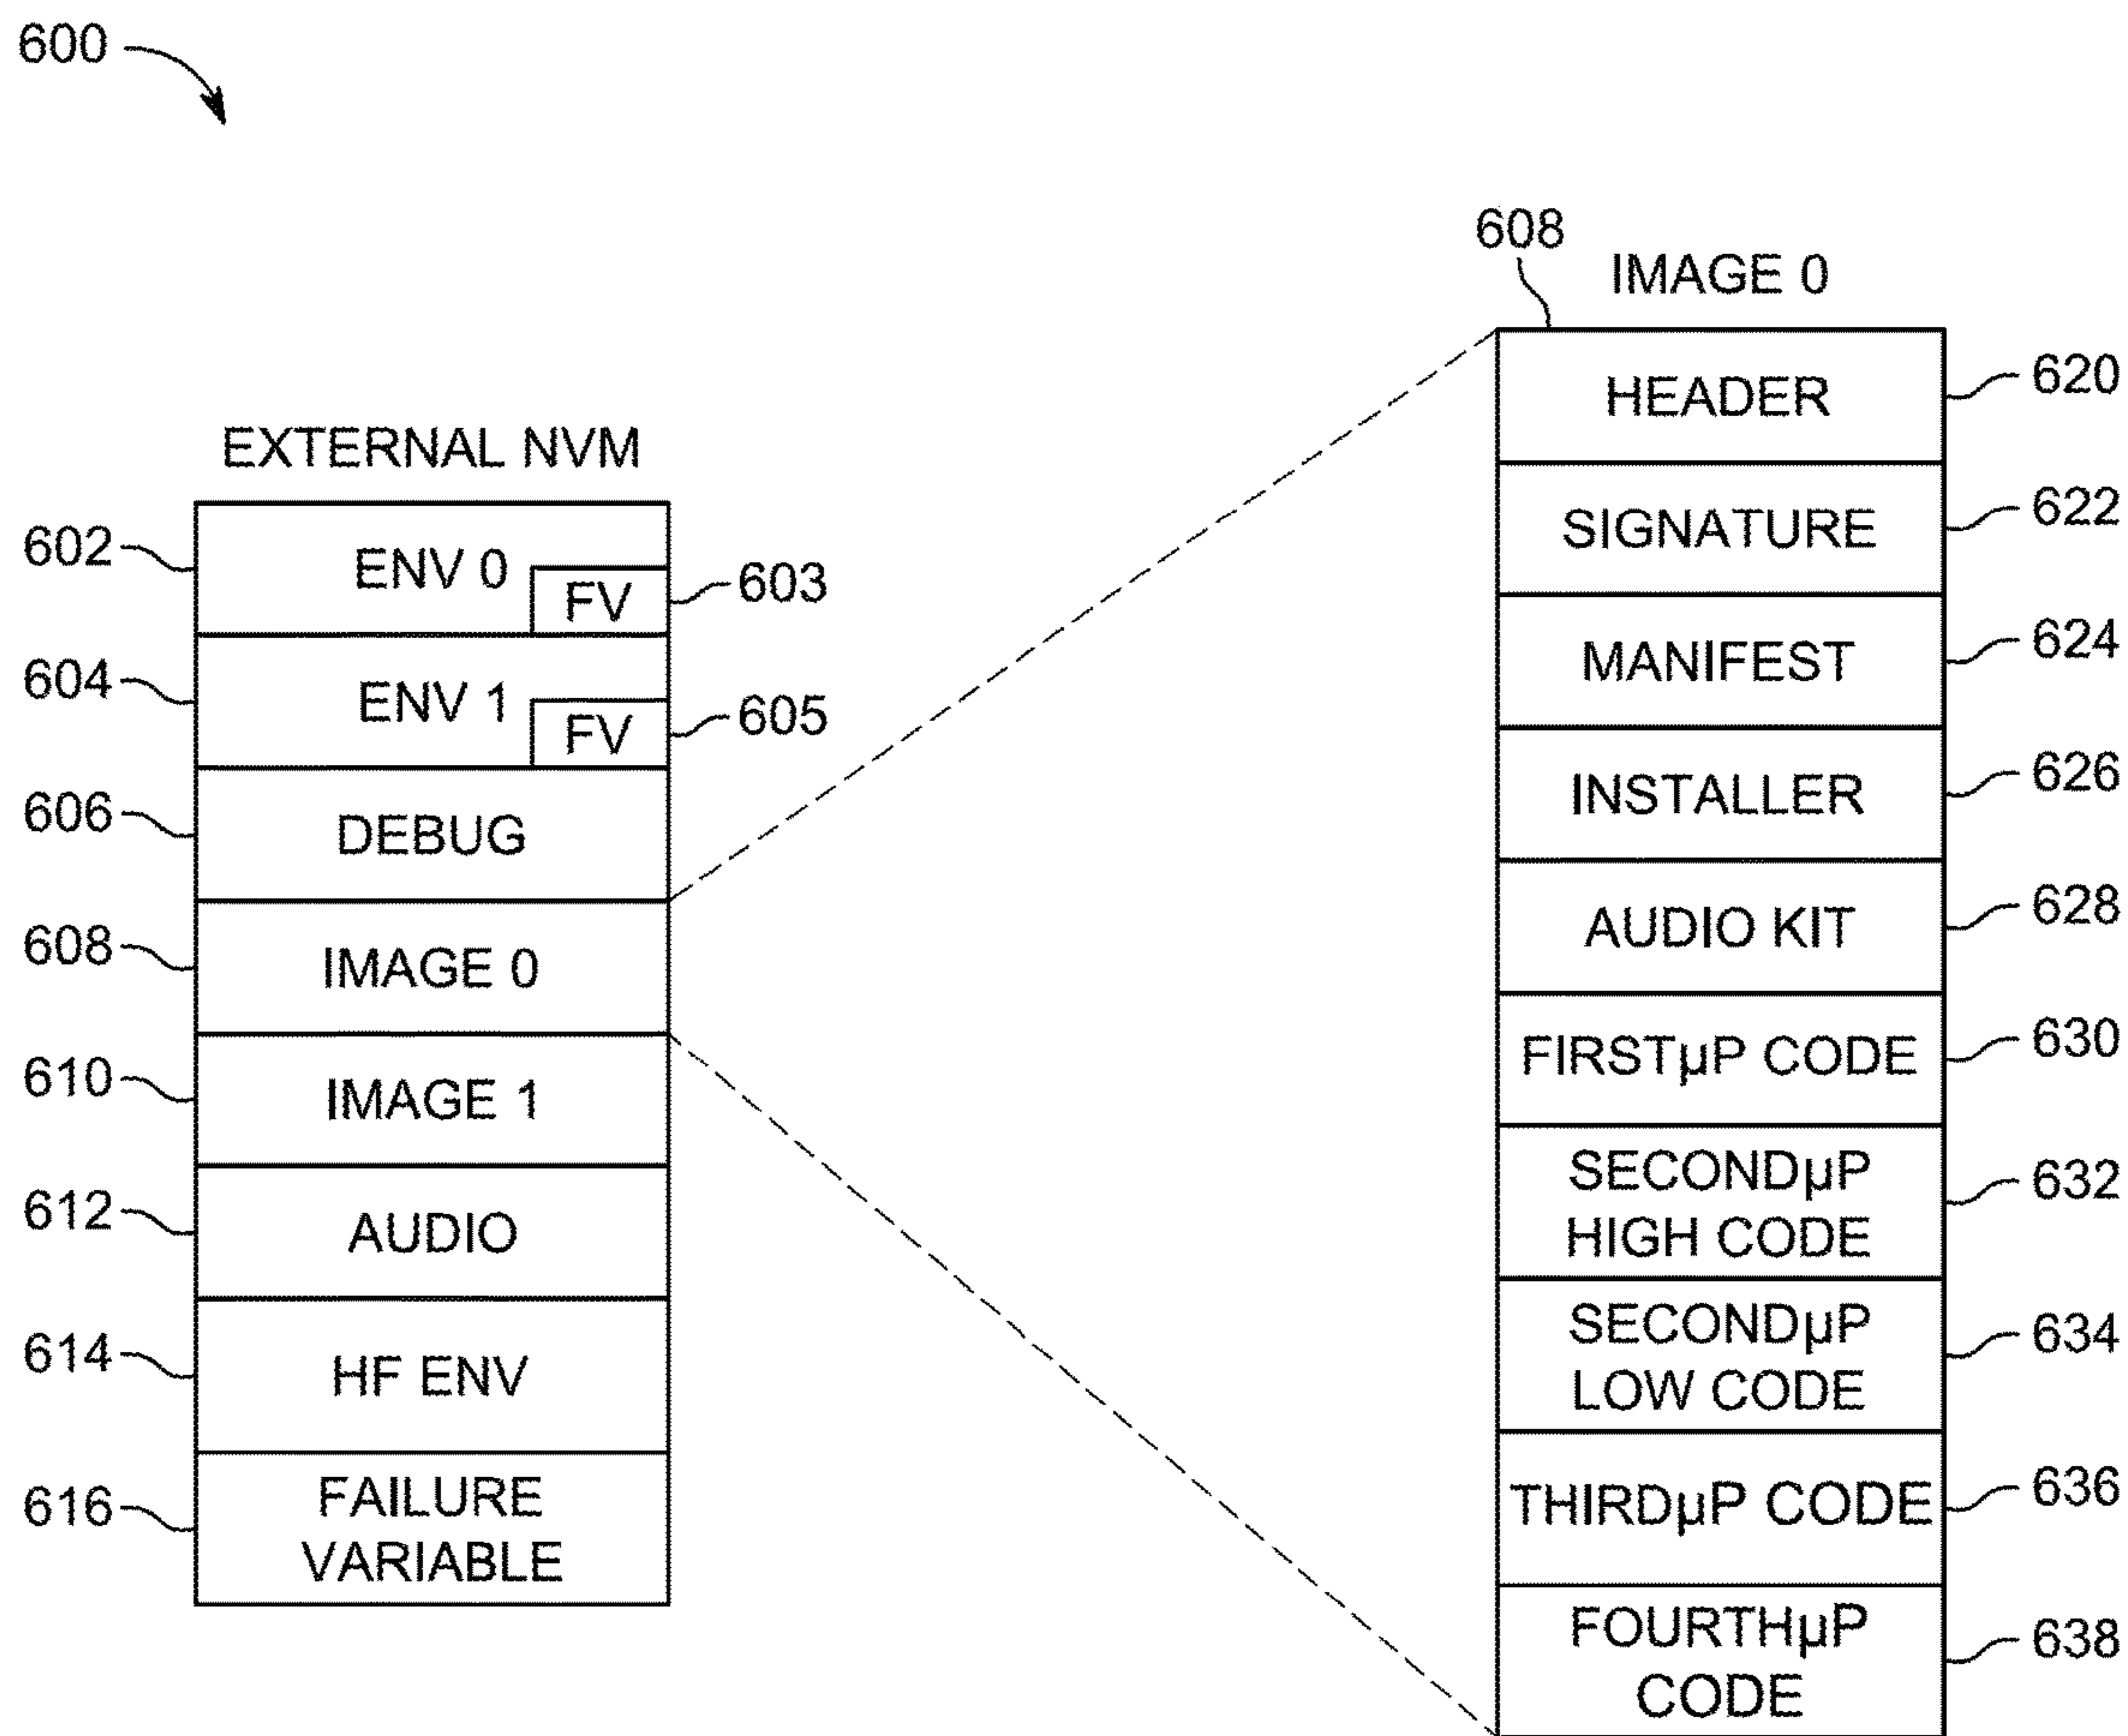 600
EXTERNAL NVM
602
ENV 0
FV
603
604
ENV 1
FV
605
606
DEBUG
608
IMAGE 0
610
IMAGE 1
612
AUDIO
614
HF ENV
616
FAILURE
VARIABLE
608
IMAGE 0
HEADER
620
SIGNATURE
622
MANIFEST
624
INSTALLER
626
AUDIO KIT
628
FIRSTµP CODE
630
SECONDµP
HIGH CODE
632
SECONDµP
LOW CODE
634
THIRDµP CODE
636
FOURTHµP
CODE
638